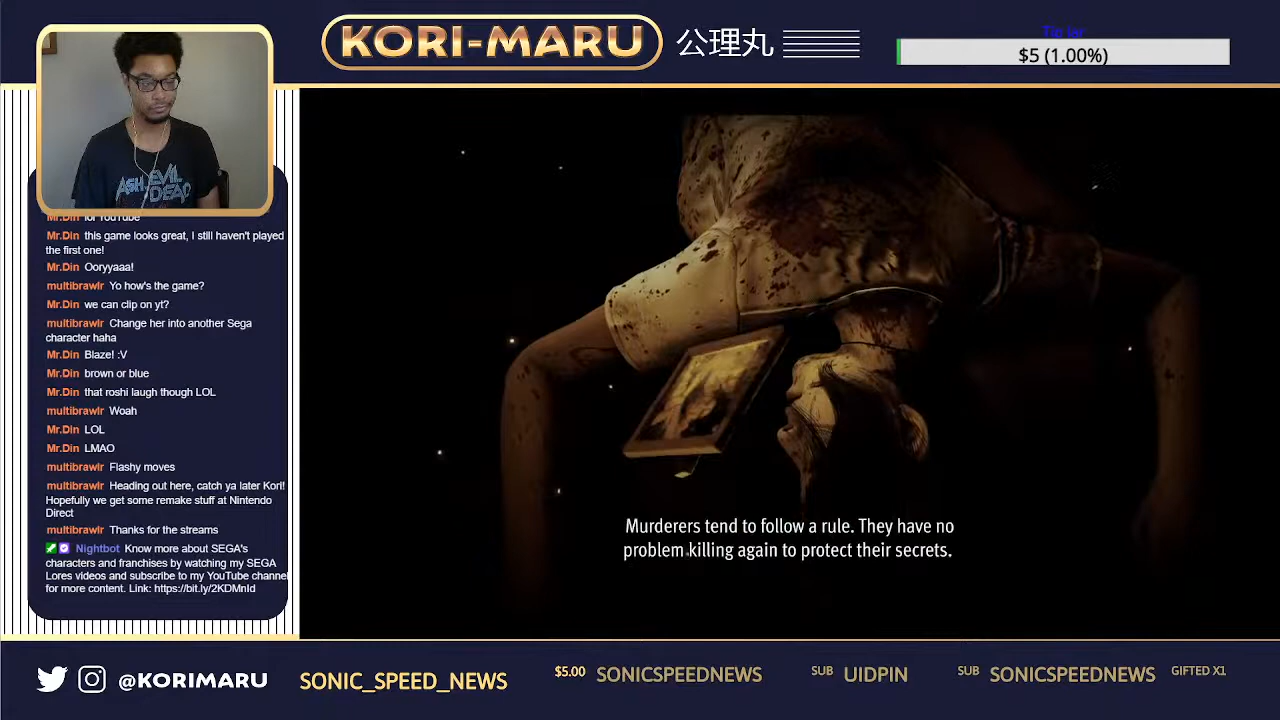 KORI-MARU 公理丸
Tip Jar
$5 (1.00%)
ASH EVIL
DEAD
Mr.Din lol YouTube
Mr.Din this game looks great, I still haven't played
the first one!
Mr.Din Ooryyaaa!
multibrawlr Yo how's the game?
Mr.Din we can clip on yt?
multibrawlr Change her into another Sega
character haha
Mr.Din Blaze! :V
Mr.Din brown or blue
Mr.Din that roshi laugh though LOL
multibrawlr Woah
Mr.Din LOL
Mr.Din LMAO
multibrawlr Flashy moves
multibrawlr Heading out here, catch ya later Kori!
Hopefully we get some remake stuff at Nintendo
Direct
multibrawlr Thanks for the streams
Nightbot Know more about SEGA's
characters and franchises by watching my SEGA
Lores videos and subscribe to my YouTube channel
for more content. Link: https://bit.ly/2KDMnId
Murderers tend to follow a rule. They have no
problem killing again to protect their secrets.
@KORIMARU
SONIC_SPEED_NEWS
$5.00 SONICSPEEDNEWS
SUB UIDPIN
SUB SONICSPEEDNEWS GIFTED X1